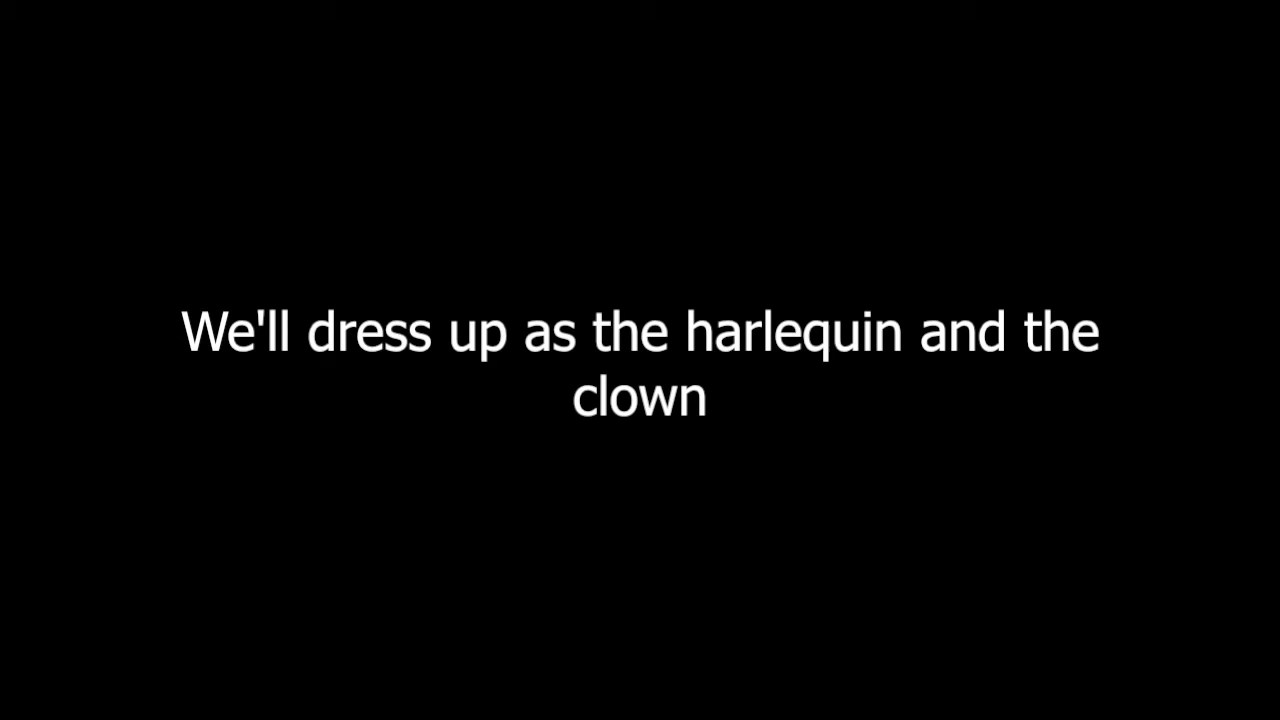 We'll dress up as the harlequin and the
clown